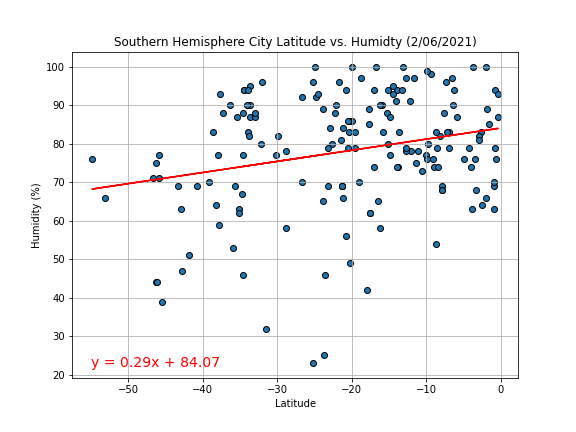 Southern Hemisphere City Latitude vs. Humidty (2/06/2021)
100
90
80
70
60
50
40
30
20
Humidity (%)
y = 0.29x + 84.07
−50 −40 −30 −20 −10 0
Latitude